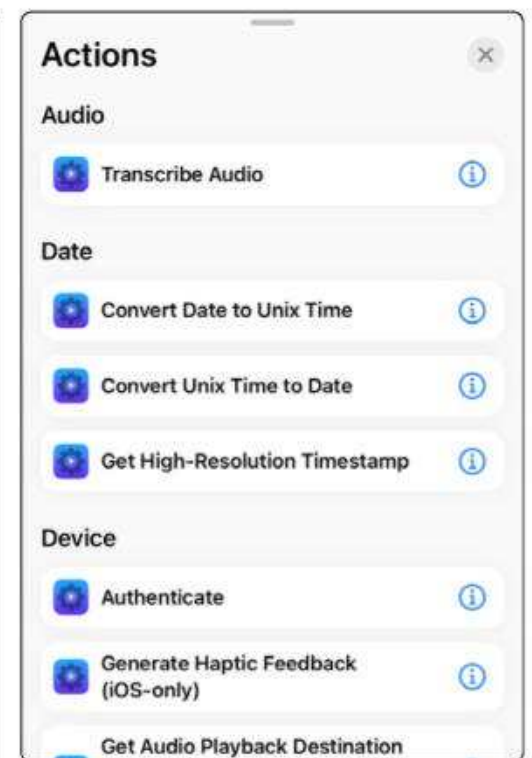 Actions
Audio
Transcribe Audio
Date
Convert Date to Unix Time
Convert Unix Time to Date
Get High-Resolution Timestamp
Device
Authenticate
Generate Haptic Feedback
(iOS-only)
Get Audio Playback Destination